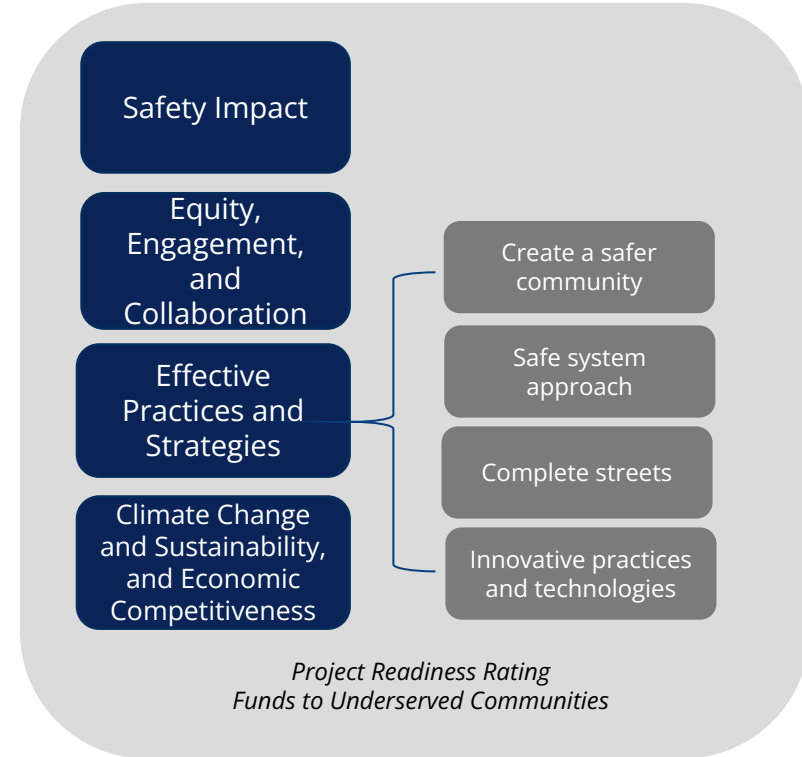 Safety Impact
Equity,
Engagement,
and
Collaboration
Effective
Practices and
Strategies
Climate Change
and Sustainability,
and Economic
Competitiveness
Create a safer
community
Safe system
approach
Complete streets
Innovative practices
and technologies
Project Readiness Rating
Funds to Underserved Communities